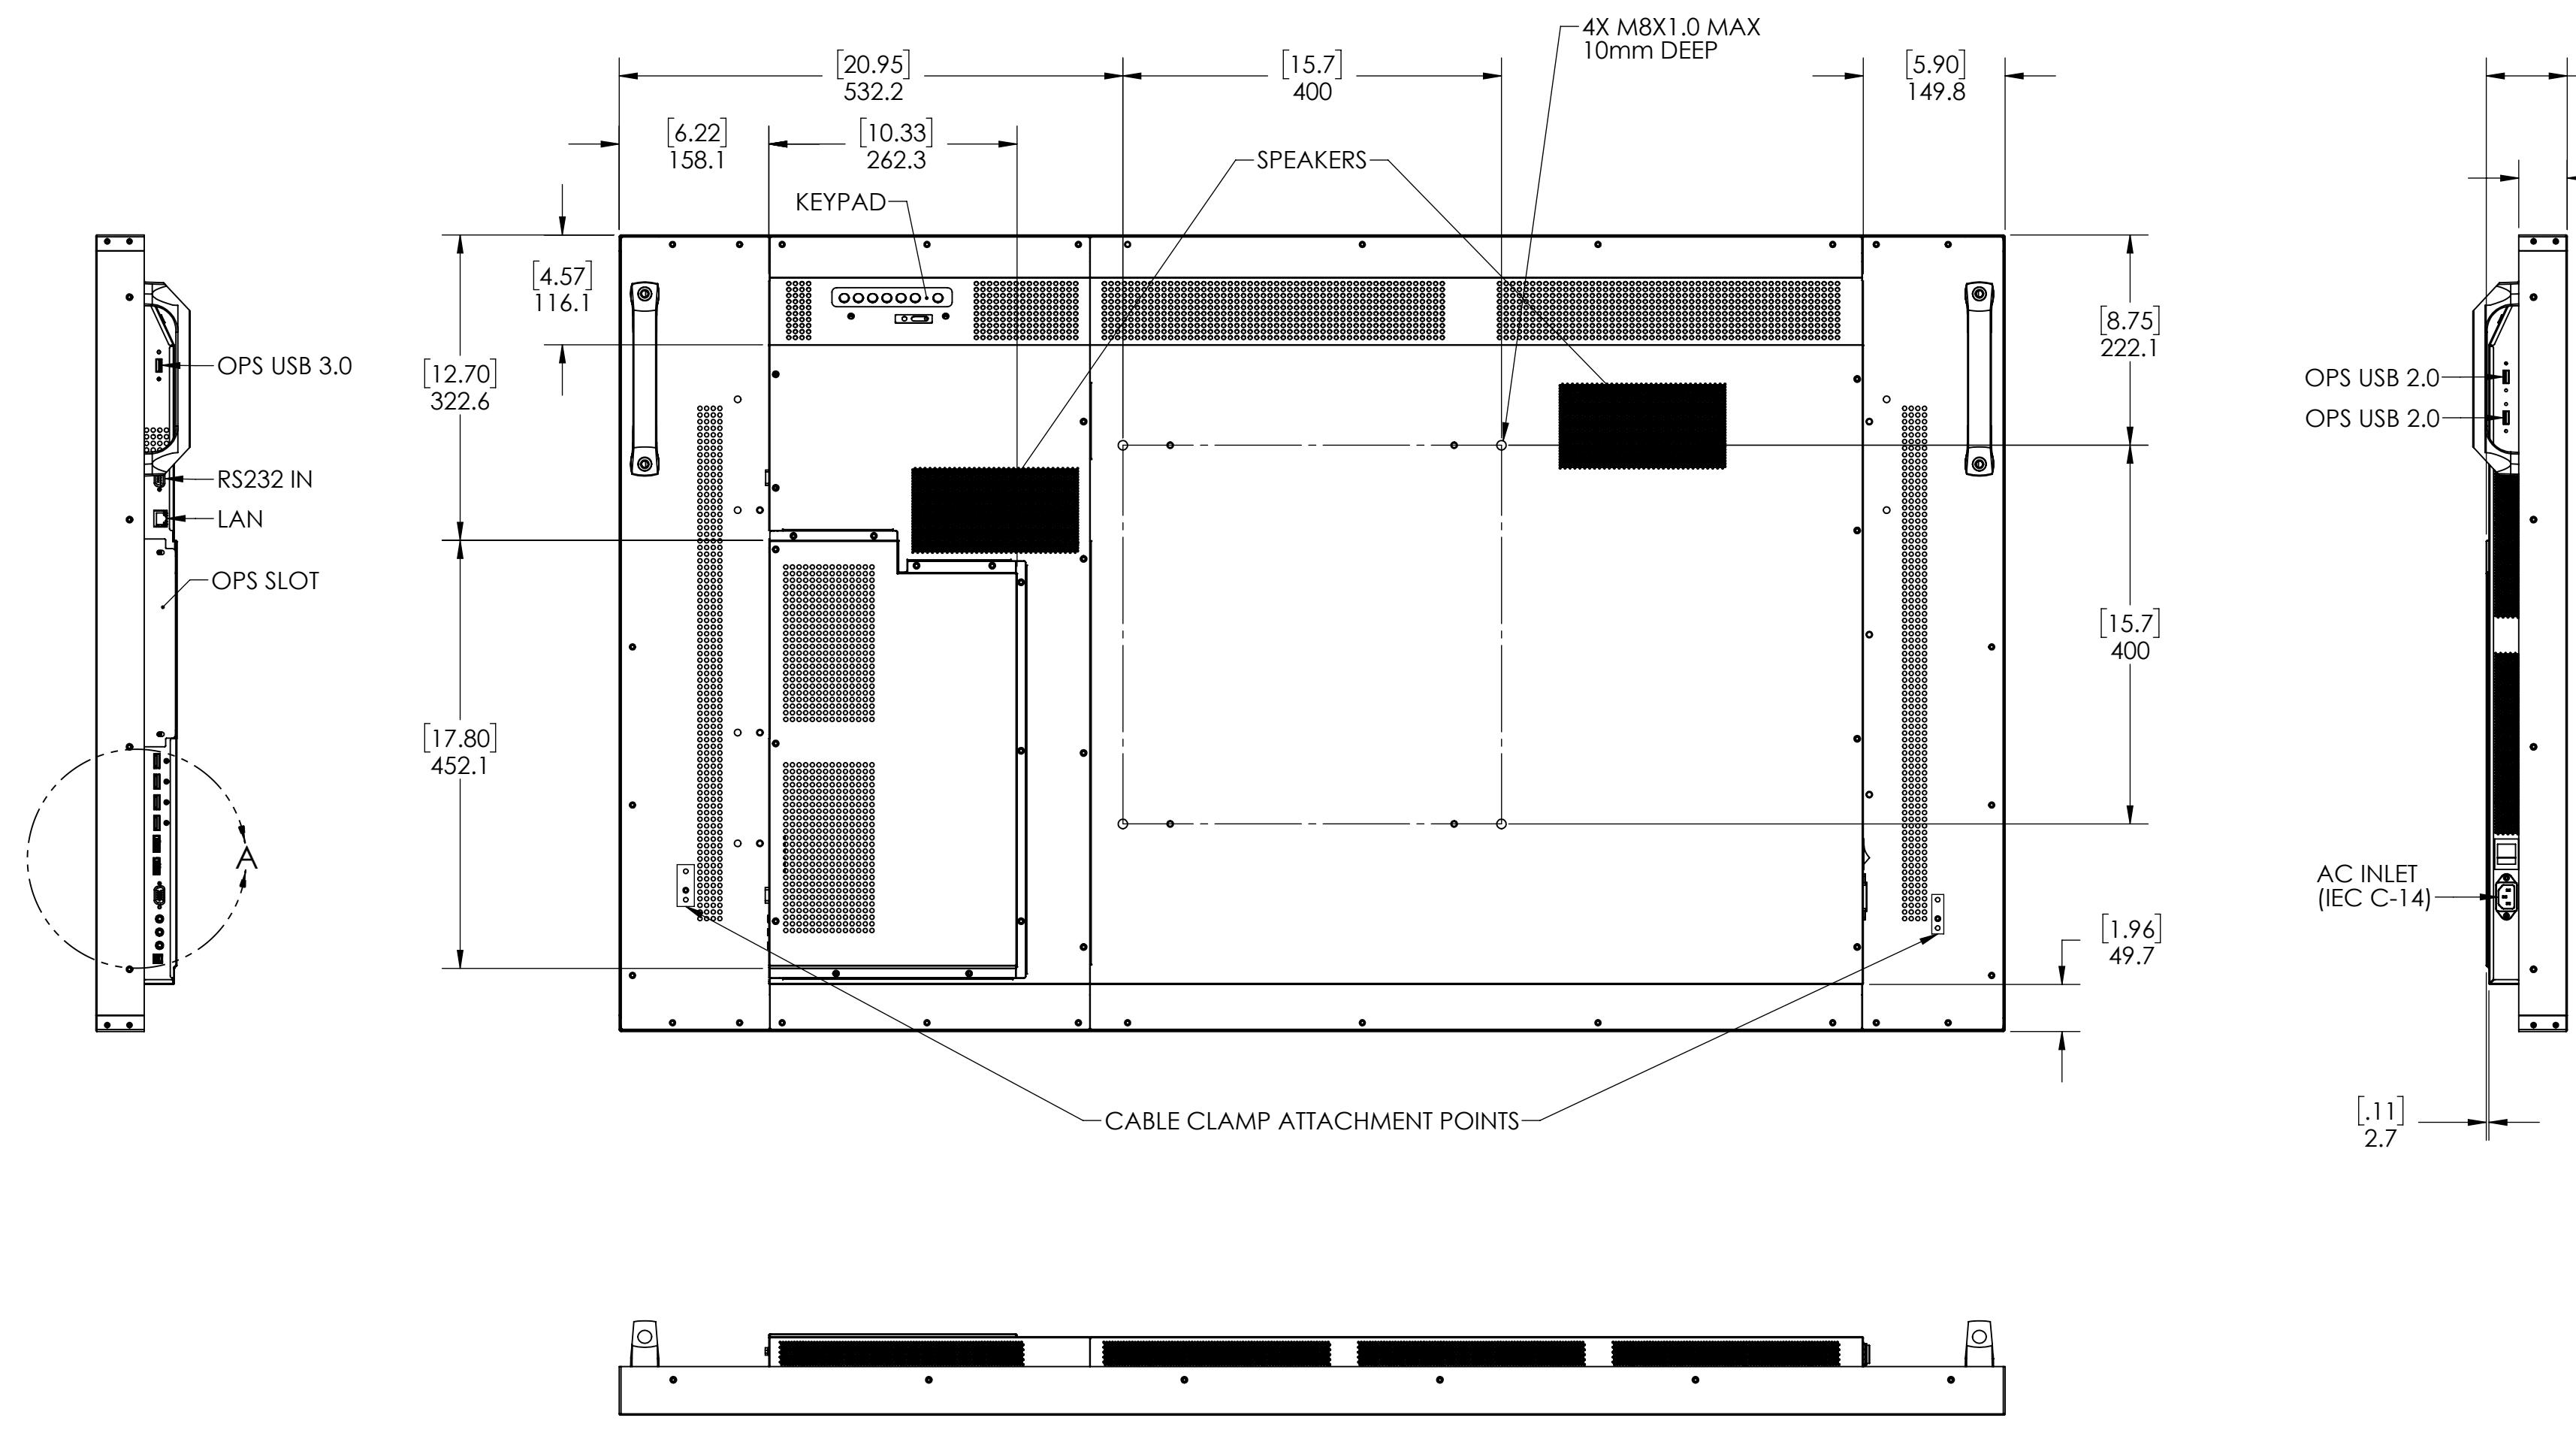 4X M8X1.0 MAX
10mm DEEP
[20.95]
532.2
[15.7]
400
[5.90]
149.8
[6.22]
158.1
[10.33]
262.3
SPEAKERS
KEYPAD
[4.57]
116.1
[12.70]
322.6
[8.75]
222.1
OPS USB 3.0
OPS USB 2.0
OPS USB 2.0
RS232 IN
LAN
OPS SLOT
[15.7]
400
[17.80]
452.1
A
AC INLET
(IEC C-14)
[1.96]
49.7
CABLE CLAMP ATTACHMENT POINTS
[.11]
2.7